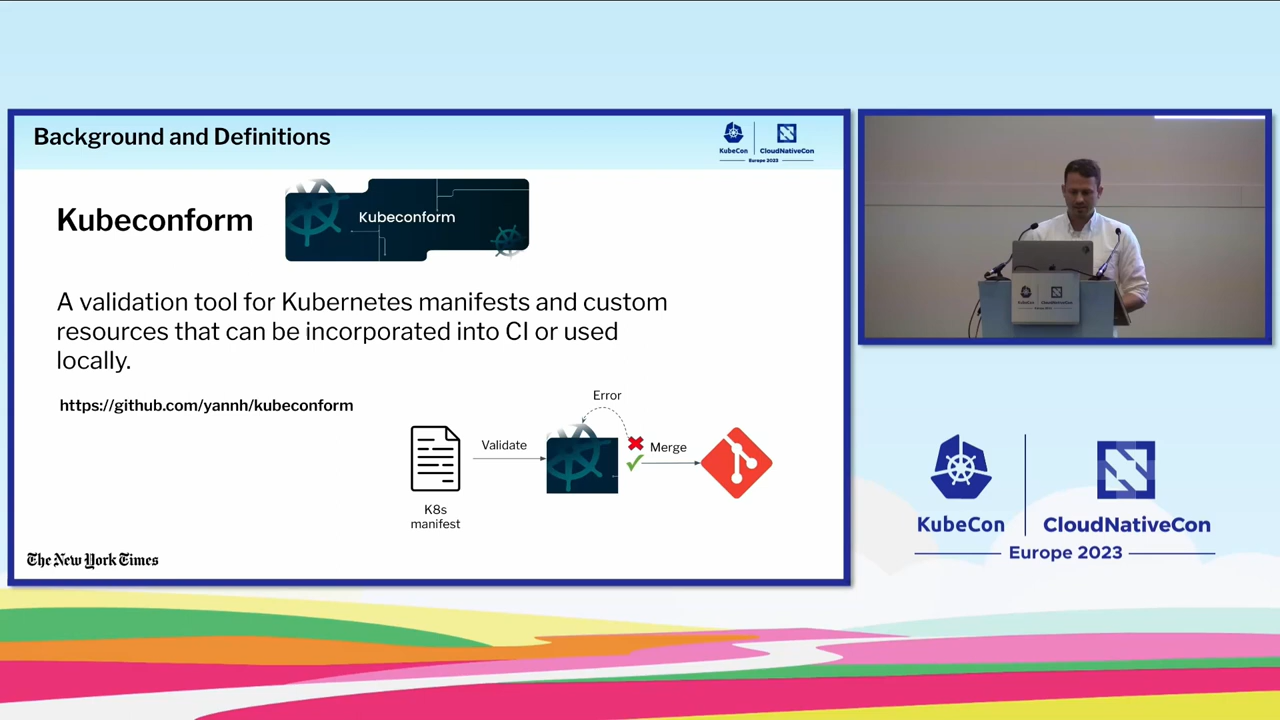 Background and Definitions
KubeCon
CloudNativeCon
Europe 2023
Kubeconform
Kubeconform
A validation tool for Kubernetes manifests and custom
resources that can be incorporated into CI or used
locally.
https://github.com/yannh/kubeconform
Error
Validate
Merge
K8s
manifest
The New York Times
KubeCon
CloudNativeCon
Europe 2023